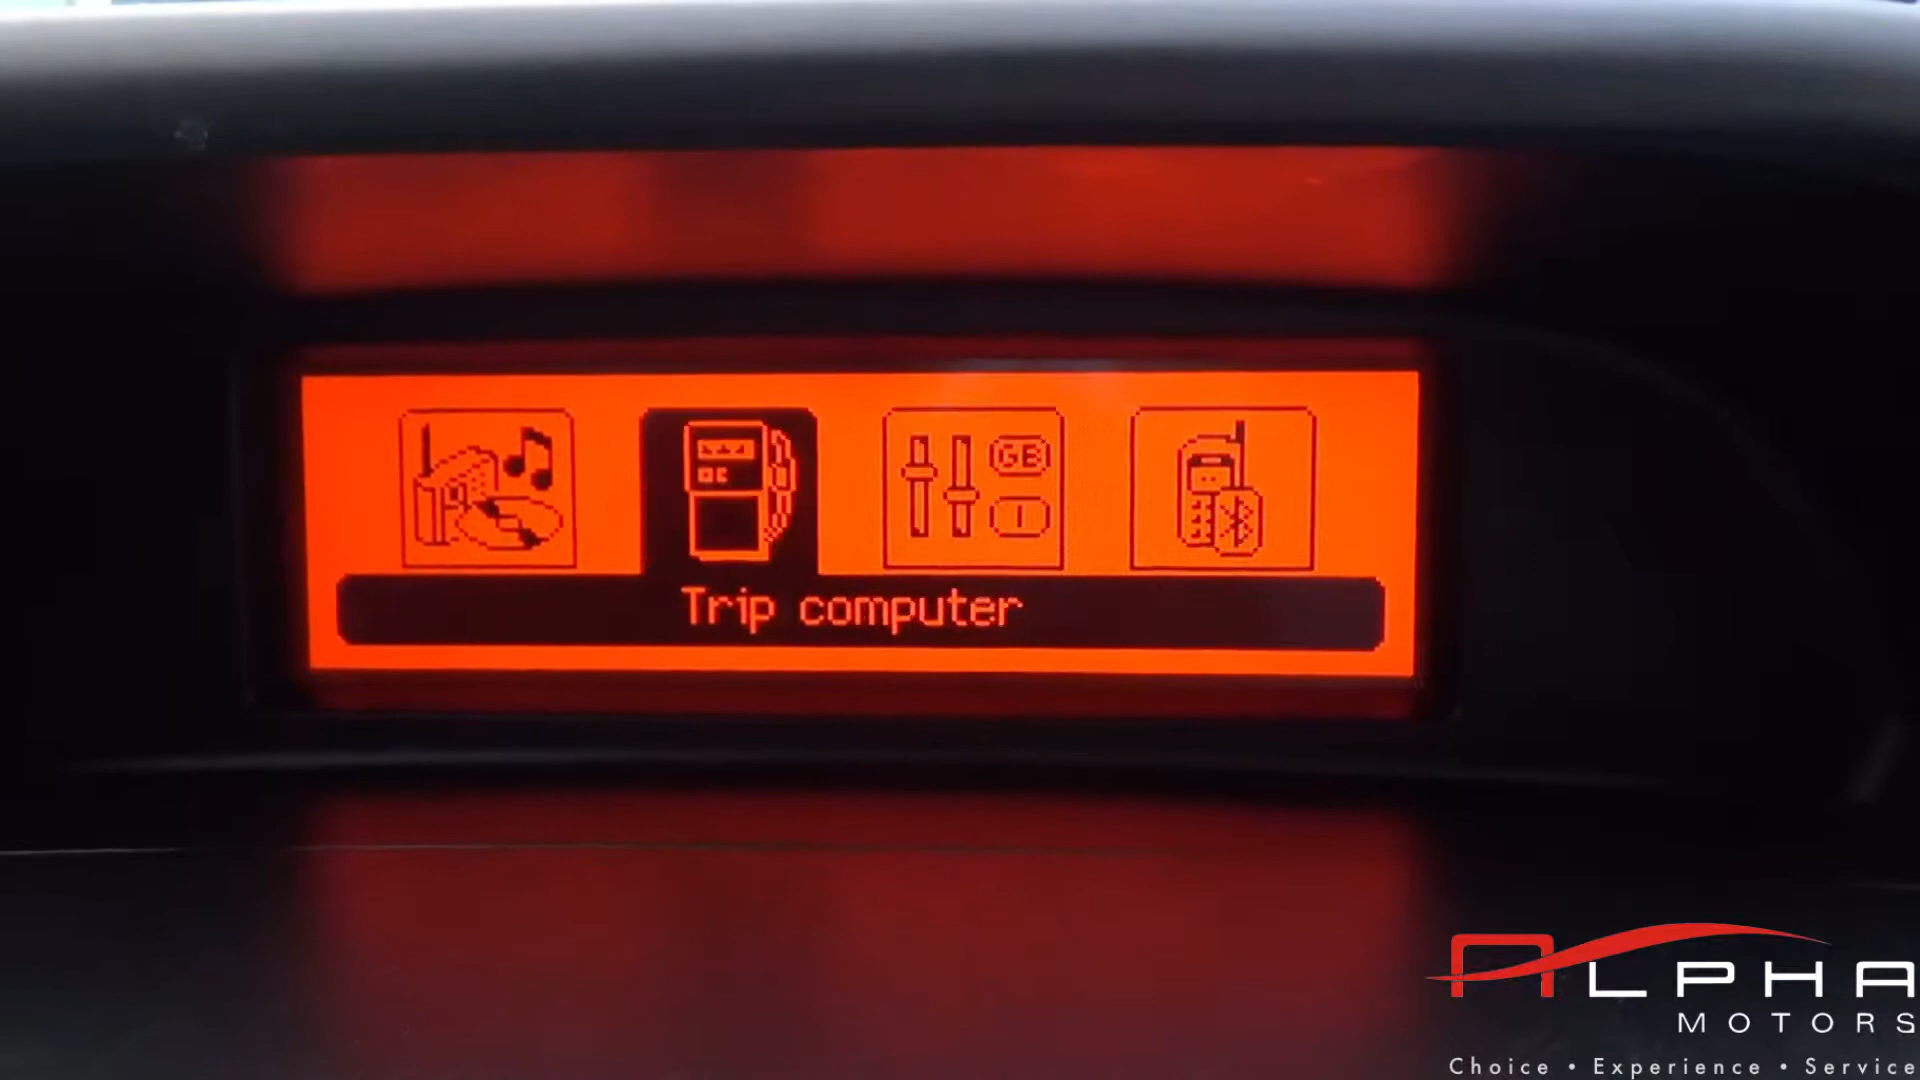 GB
I
Trip computer
ALPHA
MOTORS
Choice • Experience • Service